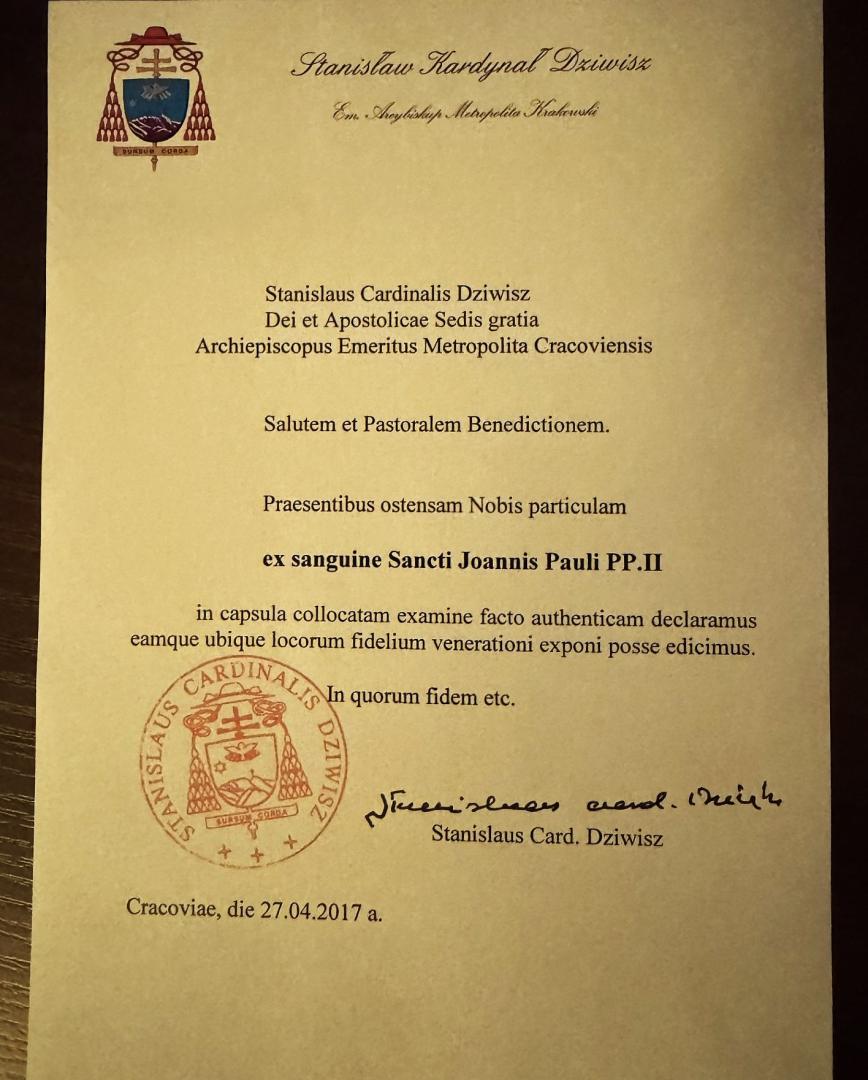 Stanisław Kardynał Dziwisz
Em. Arcybiskup Metropolita Krakowski
SURSUM CORDA
Stanislaus Cardinalis Dziwisz
Dei et Apostolicae Sedis gratia
Archiepiscopus Emeritus Metropolita Cracoviensis
Salutem et Pastoralem Benedictionem.
Praesentibus ostensam Nobis particulam
ex sanguine Sancti Joannis Pauli PP.II
in capsula collocatam examine facto authenticam declaramus
eamque ubique locorum fidelium venerationi exponi posse edicimus.
In quorum fidem etc.
STANISLAUS CARDINALIS DZIWISZ
SURSUM CORDA
Stanislaus Card. Dziwisz
Stanislaus Card. Dziwisz
Cracoviae, die 27.04.2017 a.